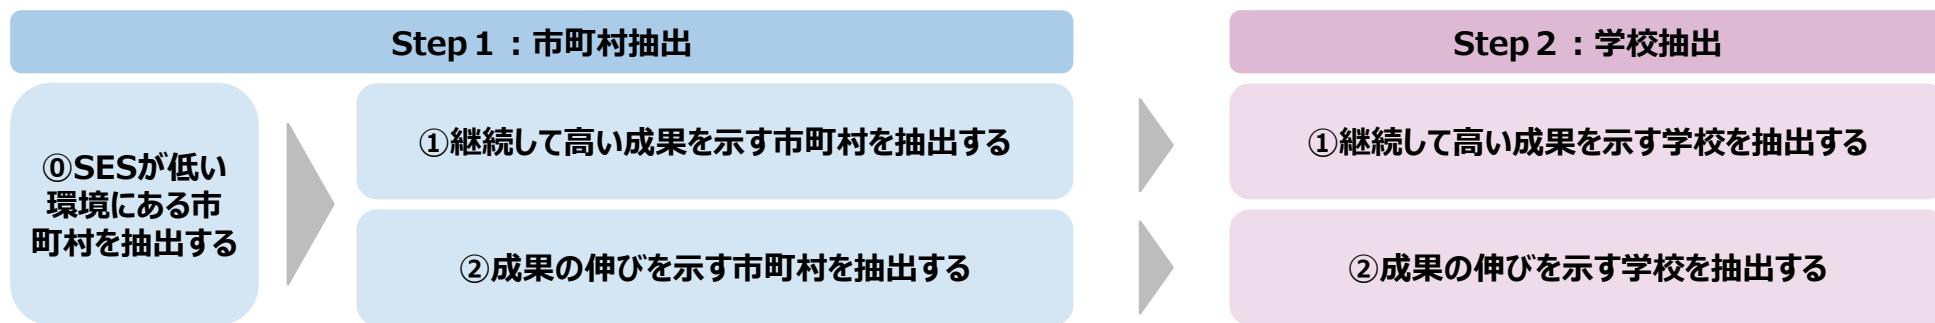 Step１：市町村抽出
Step２：学校抽出
⓪SESが低い
環境にある市
町村を抽出する
①継続して高い成果を示す市町村を抽出する
①継続して高い成果を示す学校を抽出する
②成果の伸びを示す市町村を抽出する
②成果の伸びを示す学校を抽出する